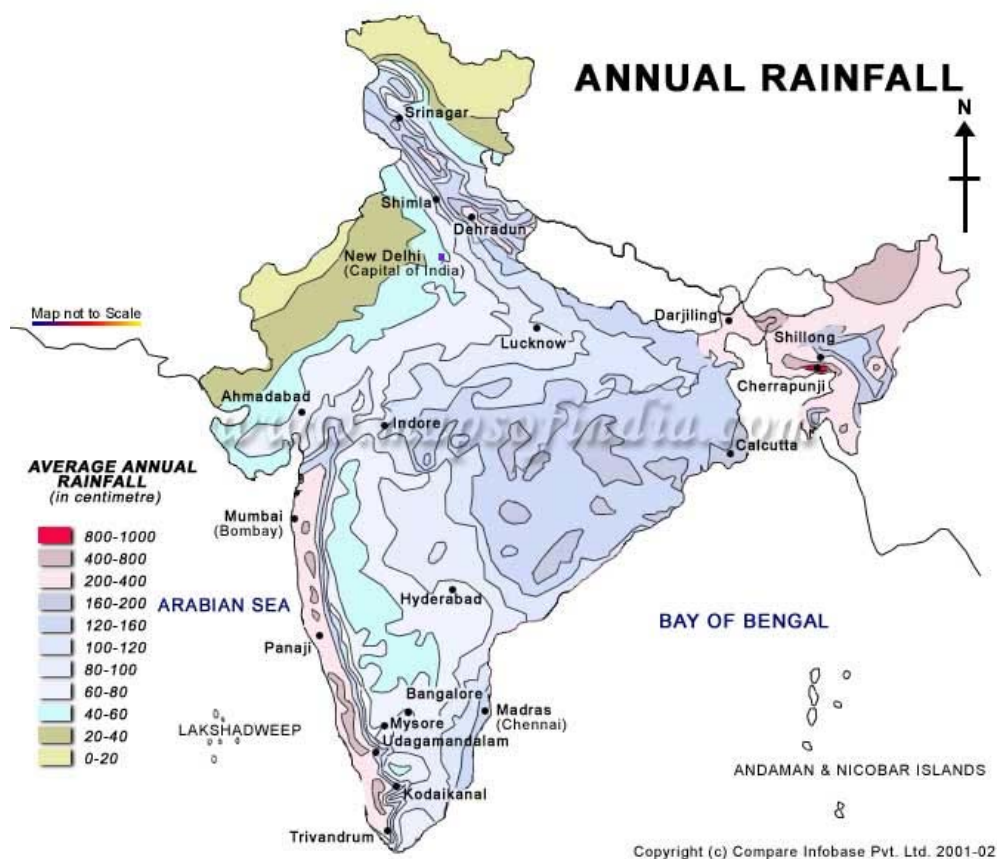 ANNUAL RAINFALL
N
Srinagar
Shimla
Dehradun
New Delhi
(Capital of India)
Map not to Scale
Darjiling
Lucknow
Shillong
Cherrapunji
Ahmadabad
Indore
www.mapsofindia.com
Calcutta
AVERAGE ANNUAL
RAINFALL
(in centimetre)
800-1000
400-800
200-400
160-200
120-160
100-120
80-100
60-80
40-60
20-40
0-20
Mumbai
(Bombay)
ARABIAN SEA
Hyderabad
BAY OF BENGAL
Panaji
Bangalore
Madras
(Chennai)
Mysore
LAKSHADWEEP
Udagamandalam
ANDAMAN & NICOBAR ISLANDS
Kodaikanal
Trivandrum
Copyright (c) Compare Infobase Pvt. Ltd. 2001-02